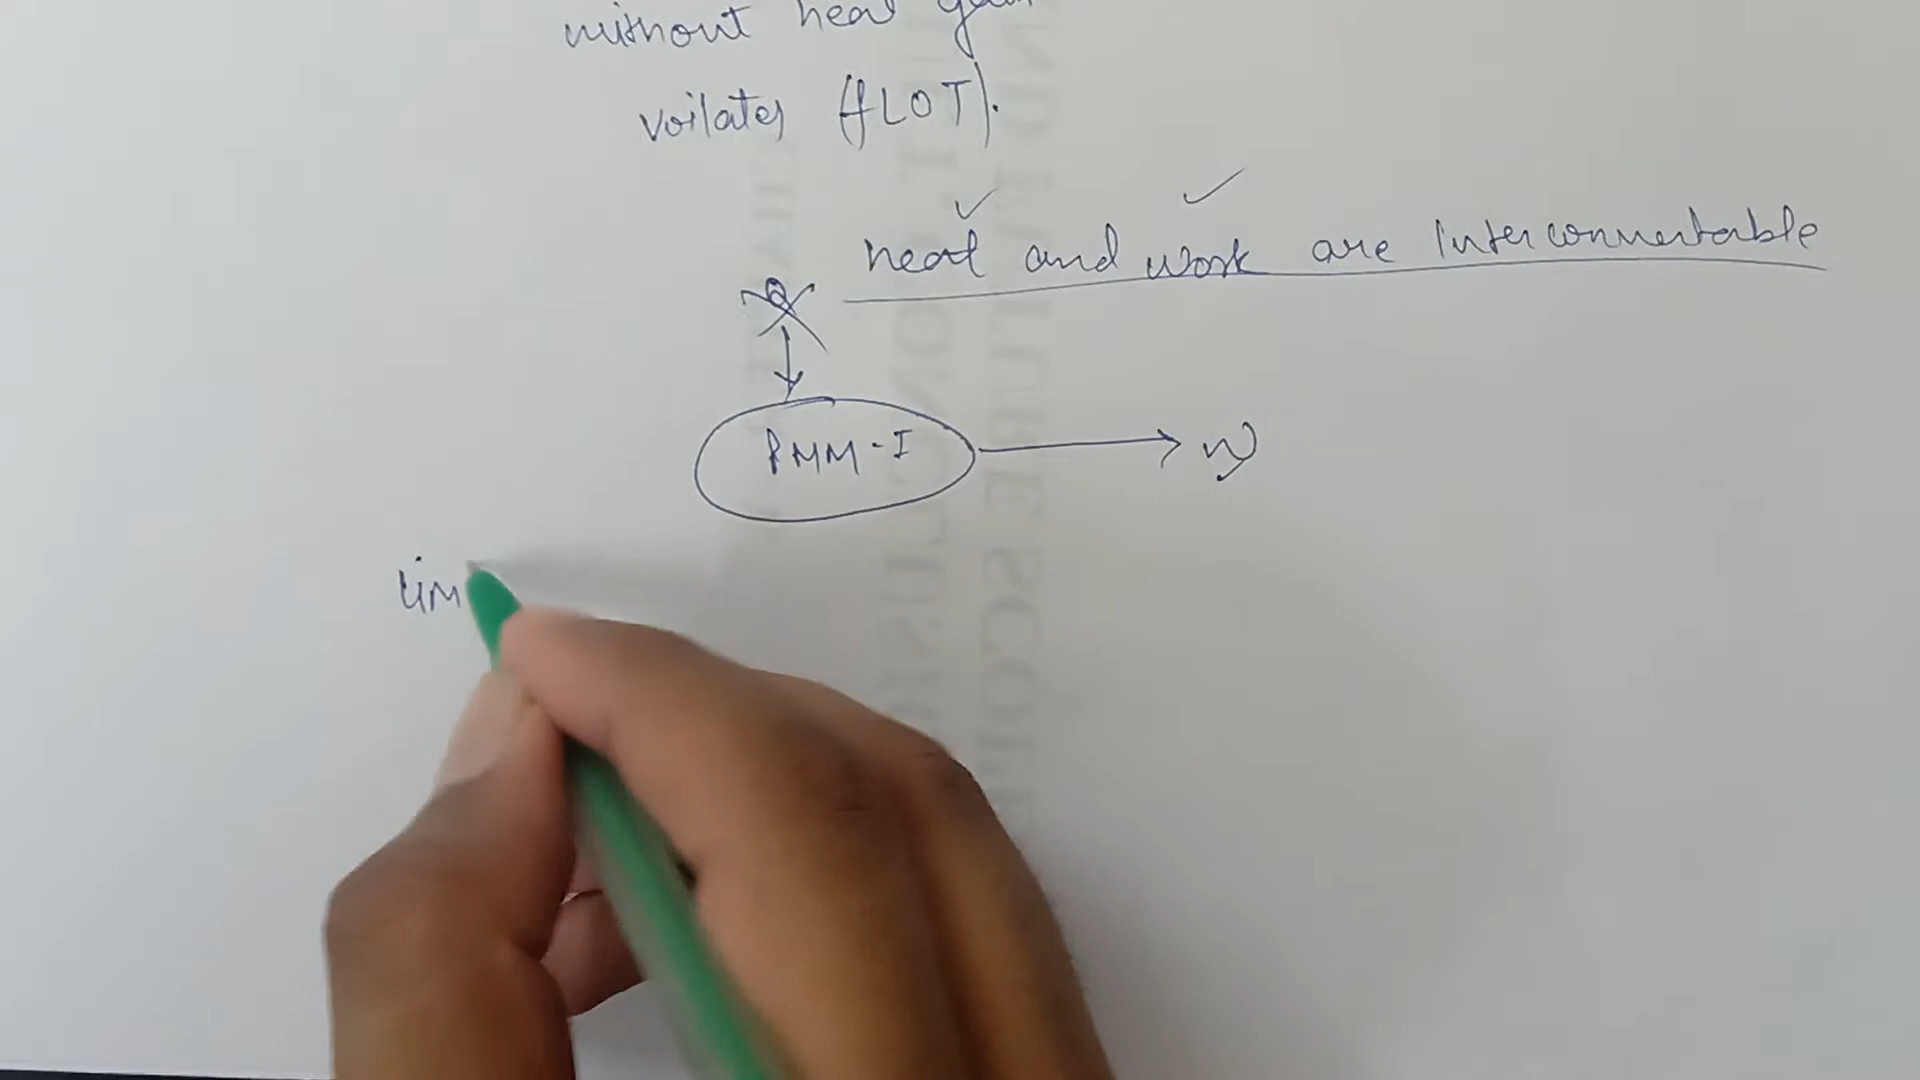 without heat
voilates (fLOT).
heat and work are Interconvertable
Q
PMM-I
W
Lim